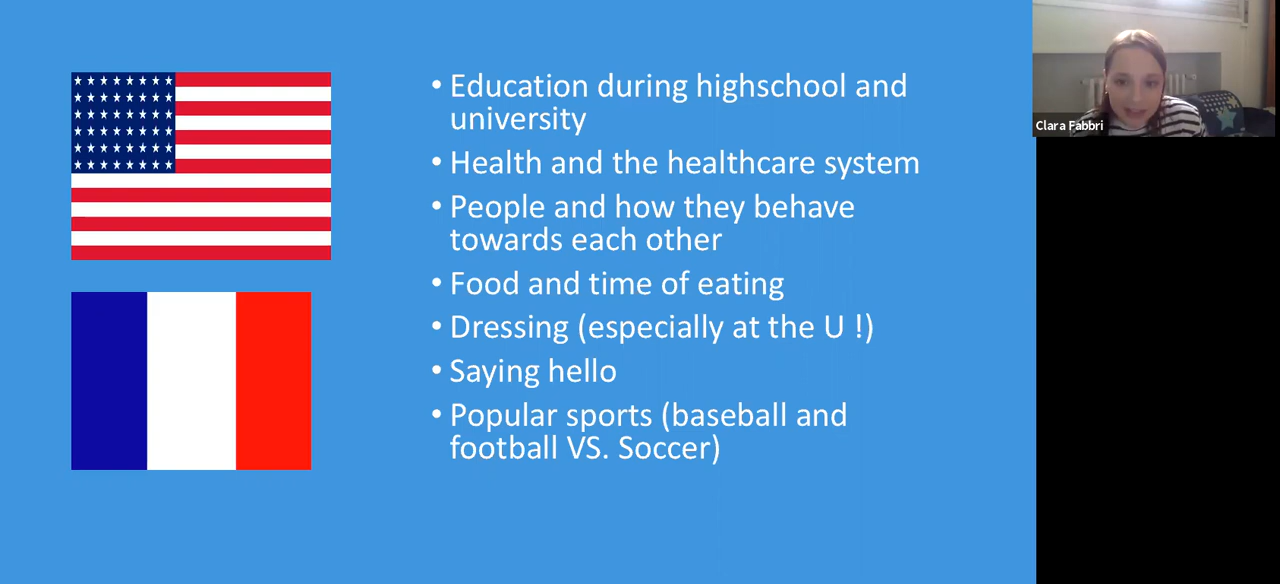 • Education during highschool and
university
• Health and the healthcare system
• People and how they behave
towards each other
• Food and time of eating
• Dressing (especially at the U !)
• Saying hello
• Popular sports (baseball and
football VS. Soccer)
Clara Fabbri